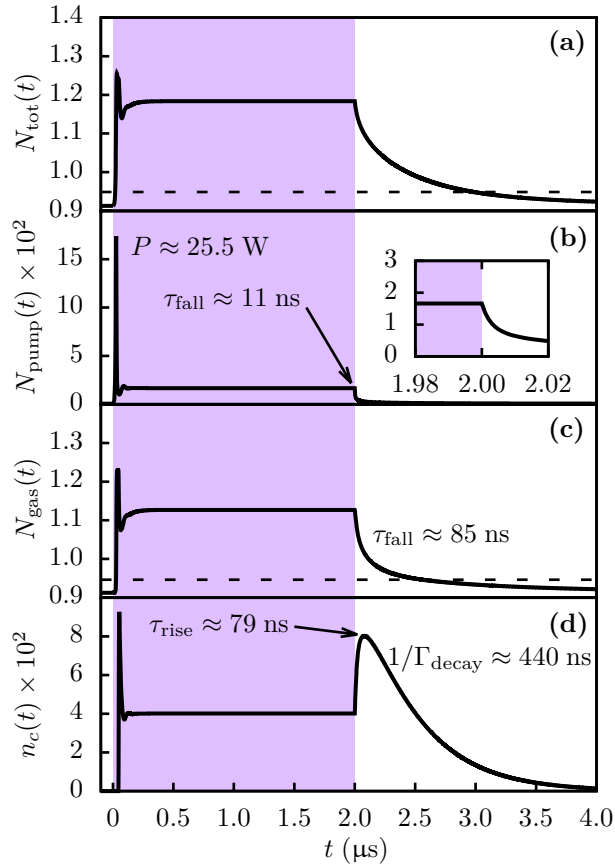 1.4
1.3
1.2
1.1
1.0
0.9
N_tot(t)
(a)
15
10
5
0
N_pump(t) × 10²
P ≈ 25.5 W
τ_fall ≈ 11 ns
(b)
3
2
1
0
1.98 2.00 2.02
1.3
1.2
1.1
1.0
0.9
N_gas(t)
(c)
τ_fall ≈ 85 ns
8
6
4
2
0
n_c(t) × 10²
τ_rise ≈ 79 ns
(d)
1/Γ_decay ≈ 440 ns
0.0 0.5 1.0 1.5 2.0 2.5 3.0 3.5 4.0
t (μs)